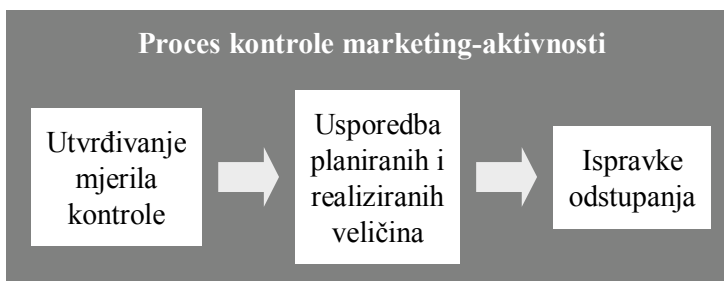 Proces kontrole marketing-aktivnosti
Utvrđivanje
mjerila
kontrole
Usporedba
planiranih i
realiziranih
veličina
Ispravke
odstupanja